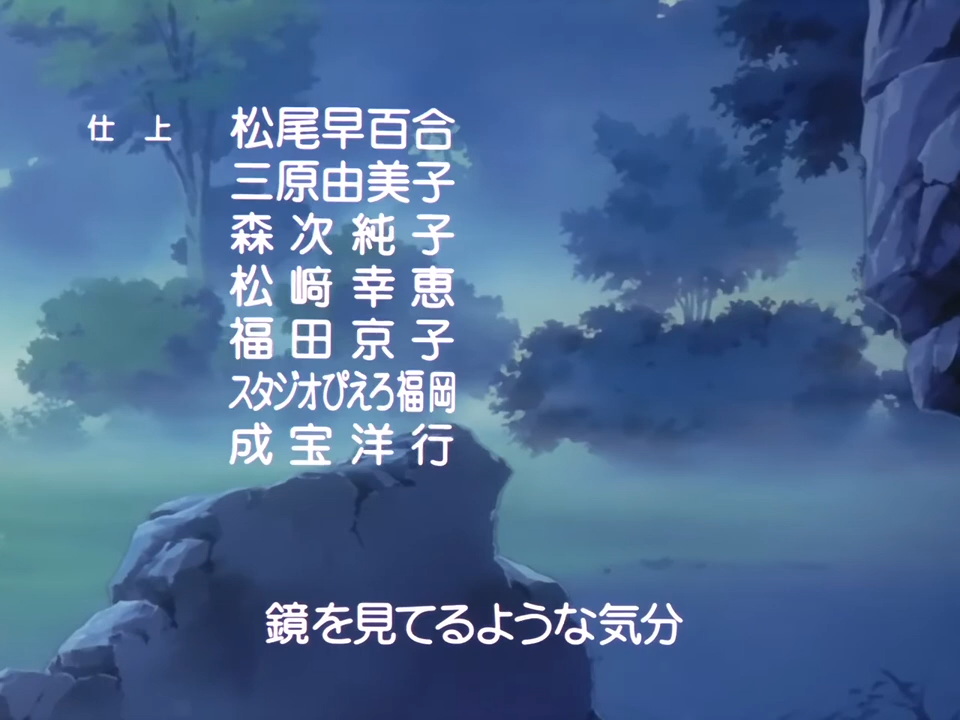 仕上 松尾早百合
三原由美子
森次純子
松﨑幸恵
福田京子
スタジオぴえろ福岡
成宝洋行
鏡を見てるような気分